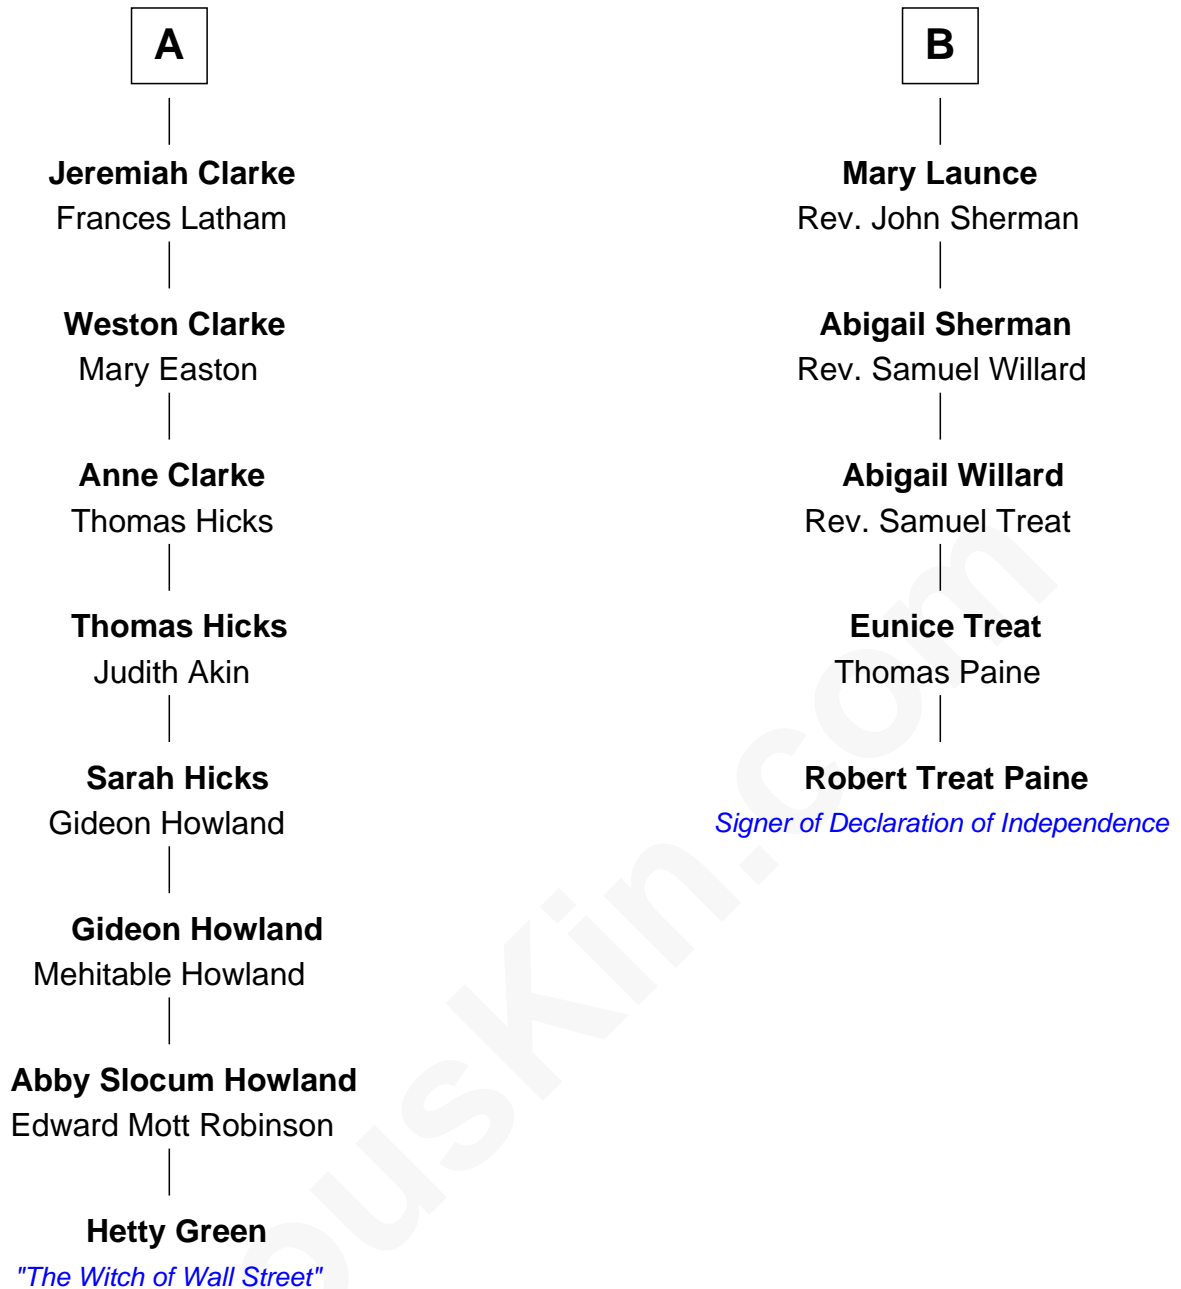 A
Jeremiah Clarke
Frances Latham
Weston Clarke
Mary Easton
Anne Clarke
Thomas Hicks
Thomas Hicks
Judith Akin
Sarah Hicks
Gideon Howland
Gideon Howland
Mehitable Howland
Abby Slocum Howland
Edward Mott Robinson
Hetty Green
"The Witch of Wall Street"
B
Mary Launce
Rev. John Sherman
Abigail Sherman
Rev. Samuel Willard
Abigail Willard
Rev. Samuel Treat
Eunice Treat
Thomas Paine
Robert Treat Paine
Signer of Declaration of Independence
ousKin.com